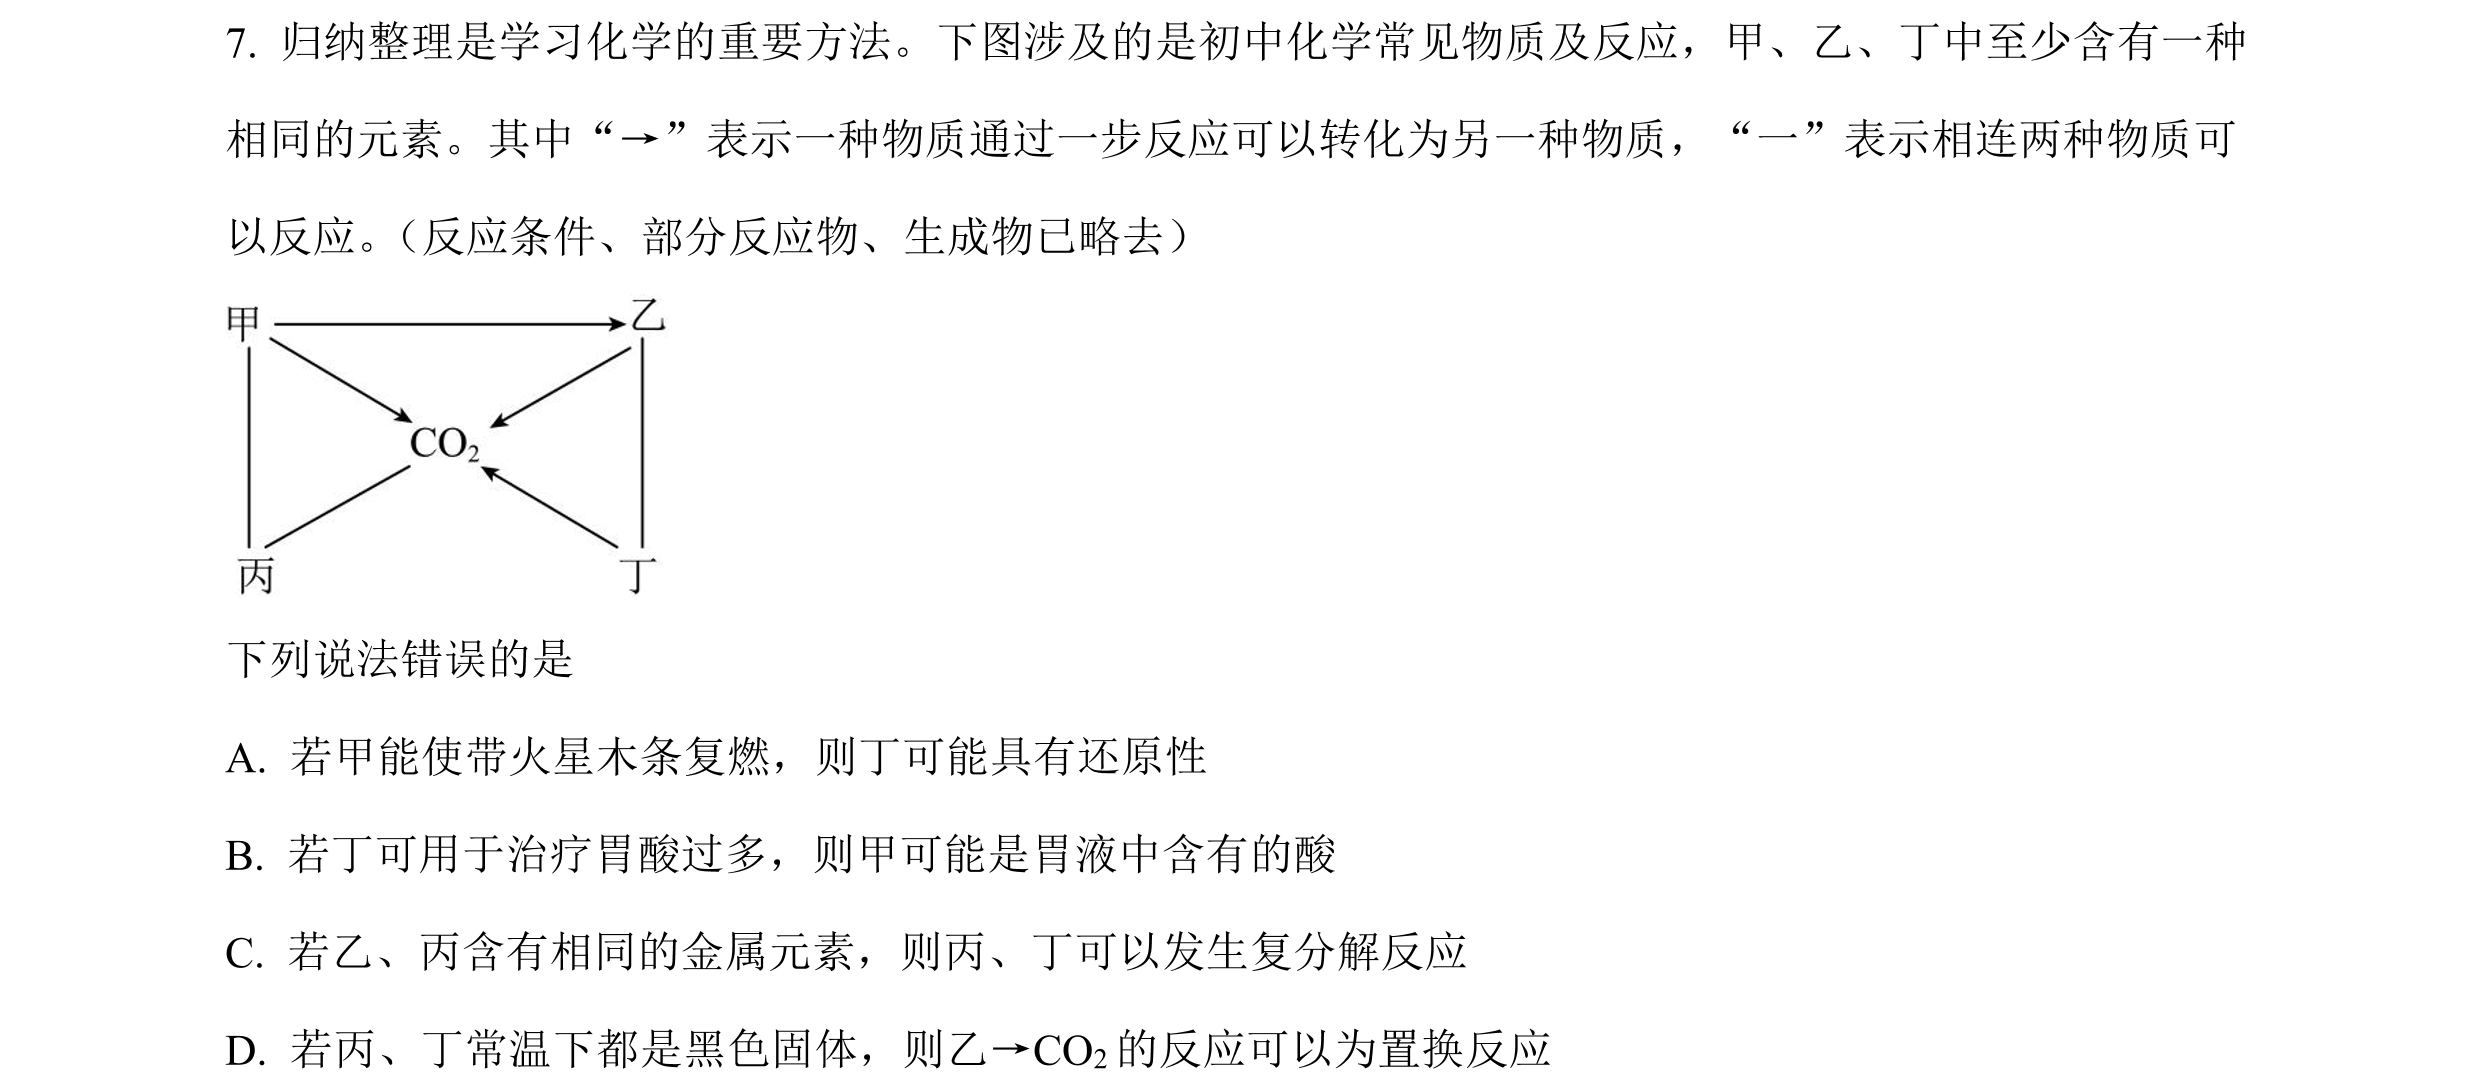 7. 归纳整理是学习化学的重要方法。下图涉及的是初中化学常见物质及反应，甲、乙、丁中至少含有一种
相同的元素。其中“→”表示一种物质通过一步反应可以转化为另一种物质，“一”表示相连两种物质可
以反应。（反应条件、部分反应物、生成物已略去）
甲 乙
CO₂
丙 丁
下列说法错误的是
A. 若甲能使带火星木条复燃，则丁可能具有还原性
B. 若丁可用于治疗胃酸过多，则甲可能是胃液中含有的酸
C. 若乙、丙含有相同的金属元素，则丙、丁可以发生复分解反应
D. 若丙、丁常温下都是黑色固体，则乙→CO₂的反应可以为置换反应